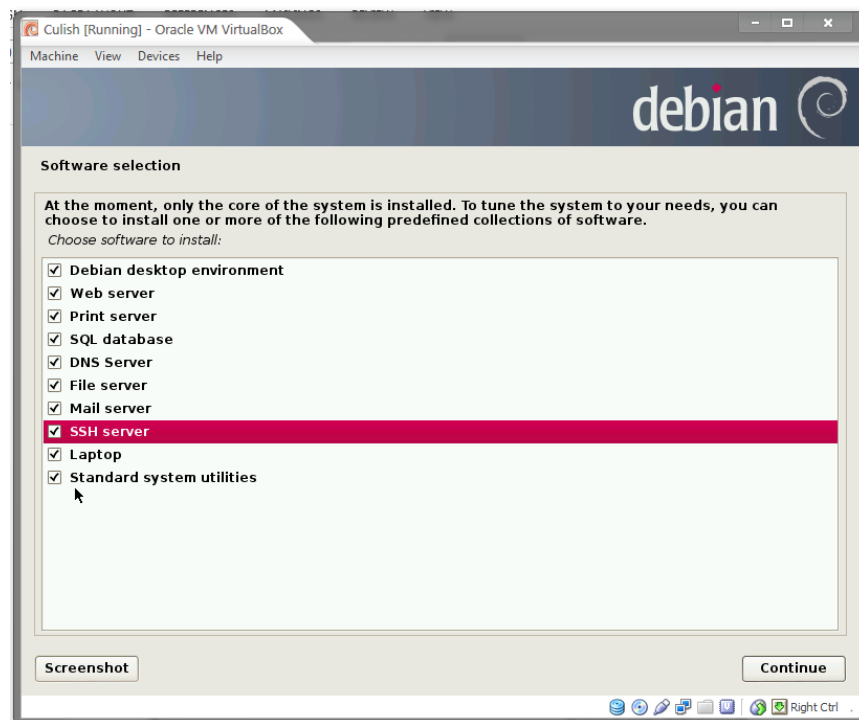 Culish [Running] - Oracle VM VirtualBox
Machine View Devices Help
debian
Software selection
At the moment, only the core of the system is installed. To tune the system to your needs, you can
choose to install one or more of the following predefined collections of software.
Choose software to install:
Debian desktop environment
Web server
Print server
SQL database
DNS Server
File server
Mail server
SSH server
Laptop
Standard system utilities
Screenshot
Continue
Right Ctrl